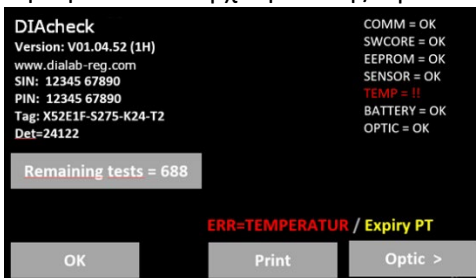 DIAcheck
Version: V01.04.52 (1H)
www.dialab-reg.com
SIN: 12345 67890
PIN: 12345 67890
Tag: X52E1F-S275-K24-T2
Det=24122
COMM = OK
SWCORE = OK
EEPROM = OK
SENSOR = OK
TEMP = !!
BATTERY = OK
OPTIC = OK
Remaining tests = 688
ERR=TEMPERATUR / Expiry PT
OK
Print
Optic >